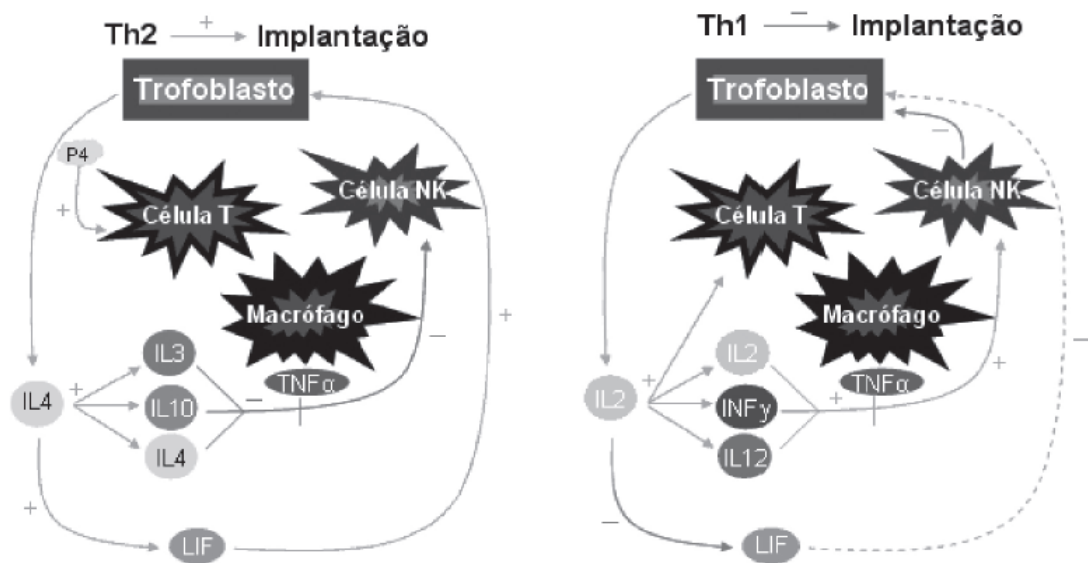 Th2 + Implantação
Trofoblasto
P4
+
Célula T
Célula NK
Macrófago
TNFα
IL4
+
IL3
IL10
IL4
−
−
+
+
LIF
Th1 − Implantação
Trofoblasto
−
Célula T
Célula NK
Macrófago
TNFα
IL2
+
IL2
INFγ
IL12
+
+
−
−
LIF